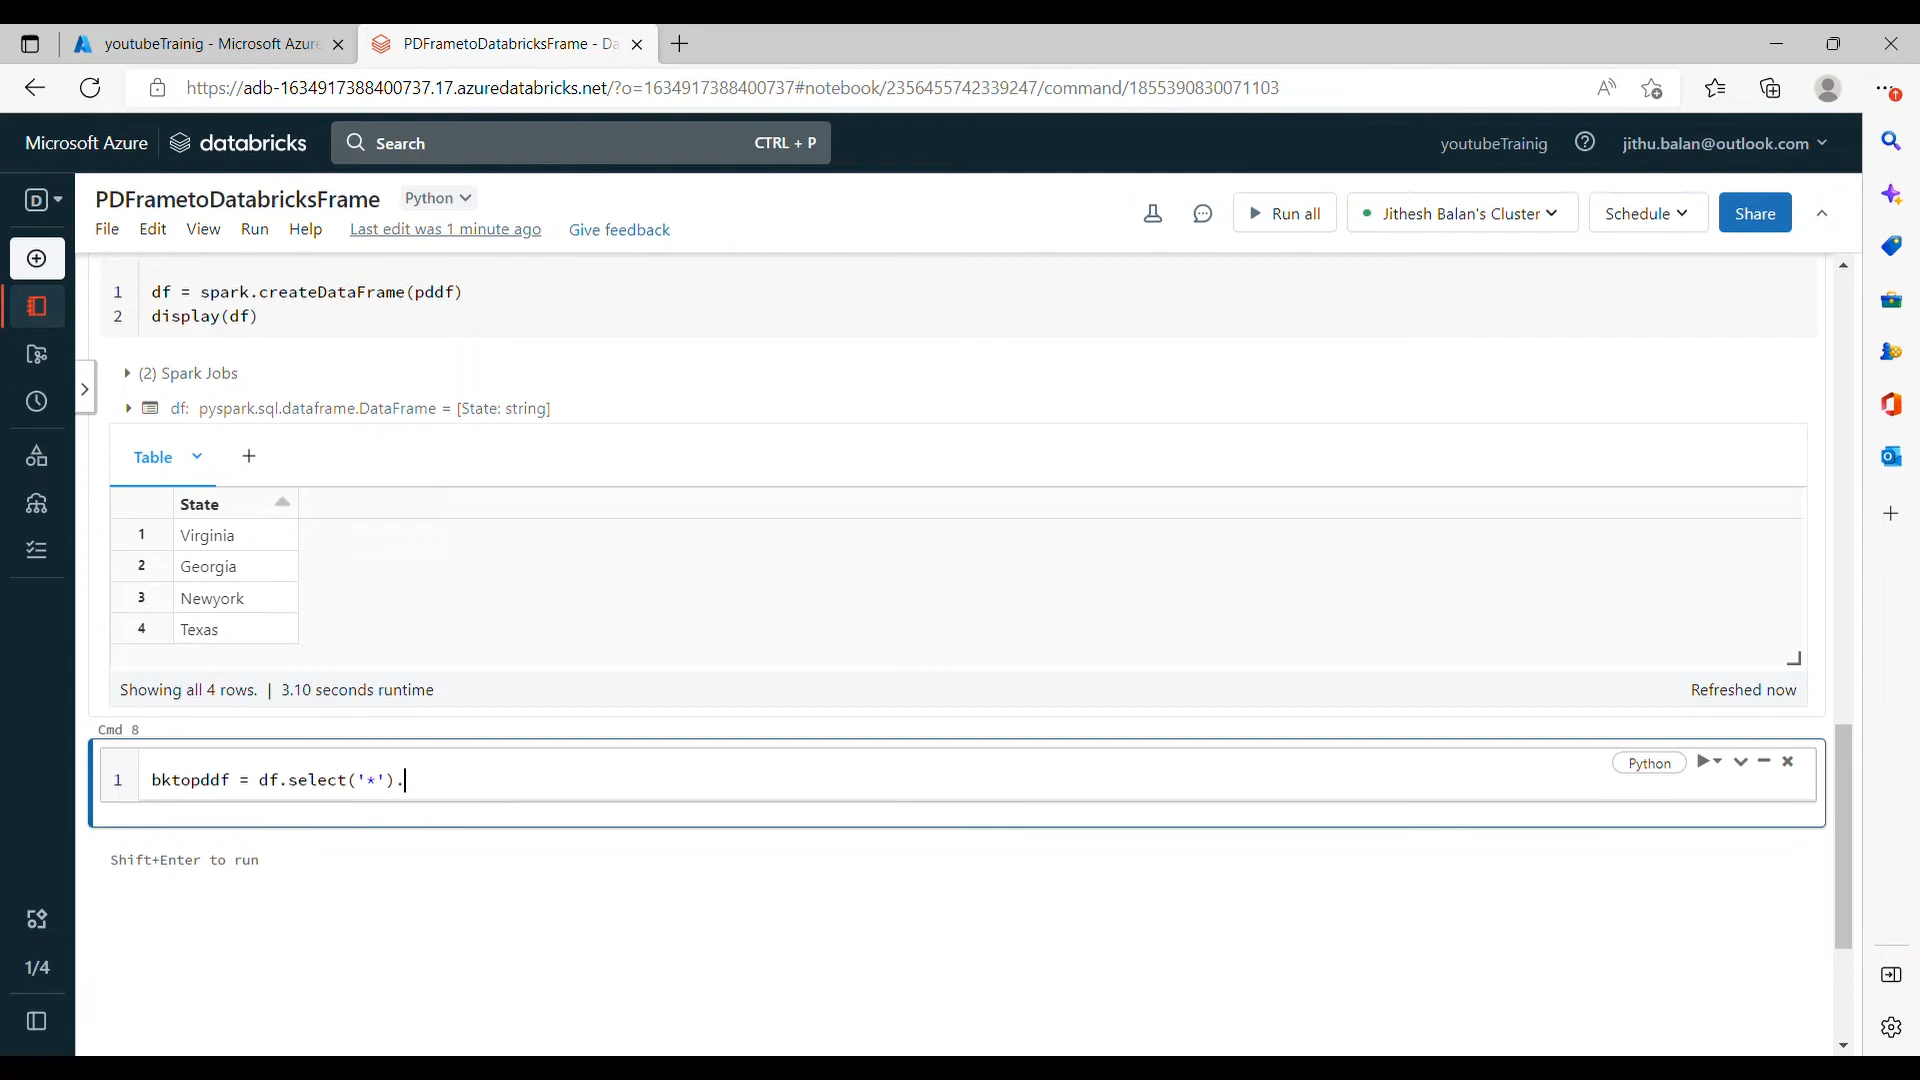 youtubeTrainig - Microsoft Azure
PDFrametoDatabricksFrame - Da
https://adb-1634917388400737.17.azuredatabricks.net/?o=1634917388400737#notebook/2356455742339247/command/1855390830071103
Microsoft Azure databricks
Search CTRL + P
youtubeTrainig
jithu.balan@outlook.com
D
PDFrametoDatabricksFrame Python
File Edit View Run Help Last edit was 1 minute ago Give feedback
Run all
Jithesh Balan's Cluster
Schedule
Share
1 df = spark.createDataFrame(pddf)
2 display(df)
(2) Spark Jobs
df: pyspark.sql.dataframe.DataFrame = [State: string]
Table +
State
1 Virginia
2 Georgia
3 Newyork
4 Texas
Showing all 4 rows. | 3.10 seconds runtime
Refreshed now
Cmd 8
1 bktopddf = df.select('*').
Python
Shift+Enter to run
1/4